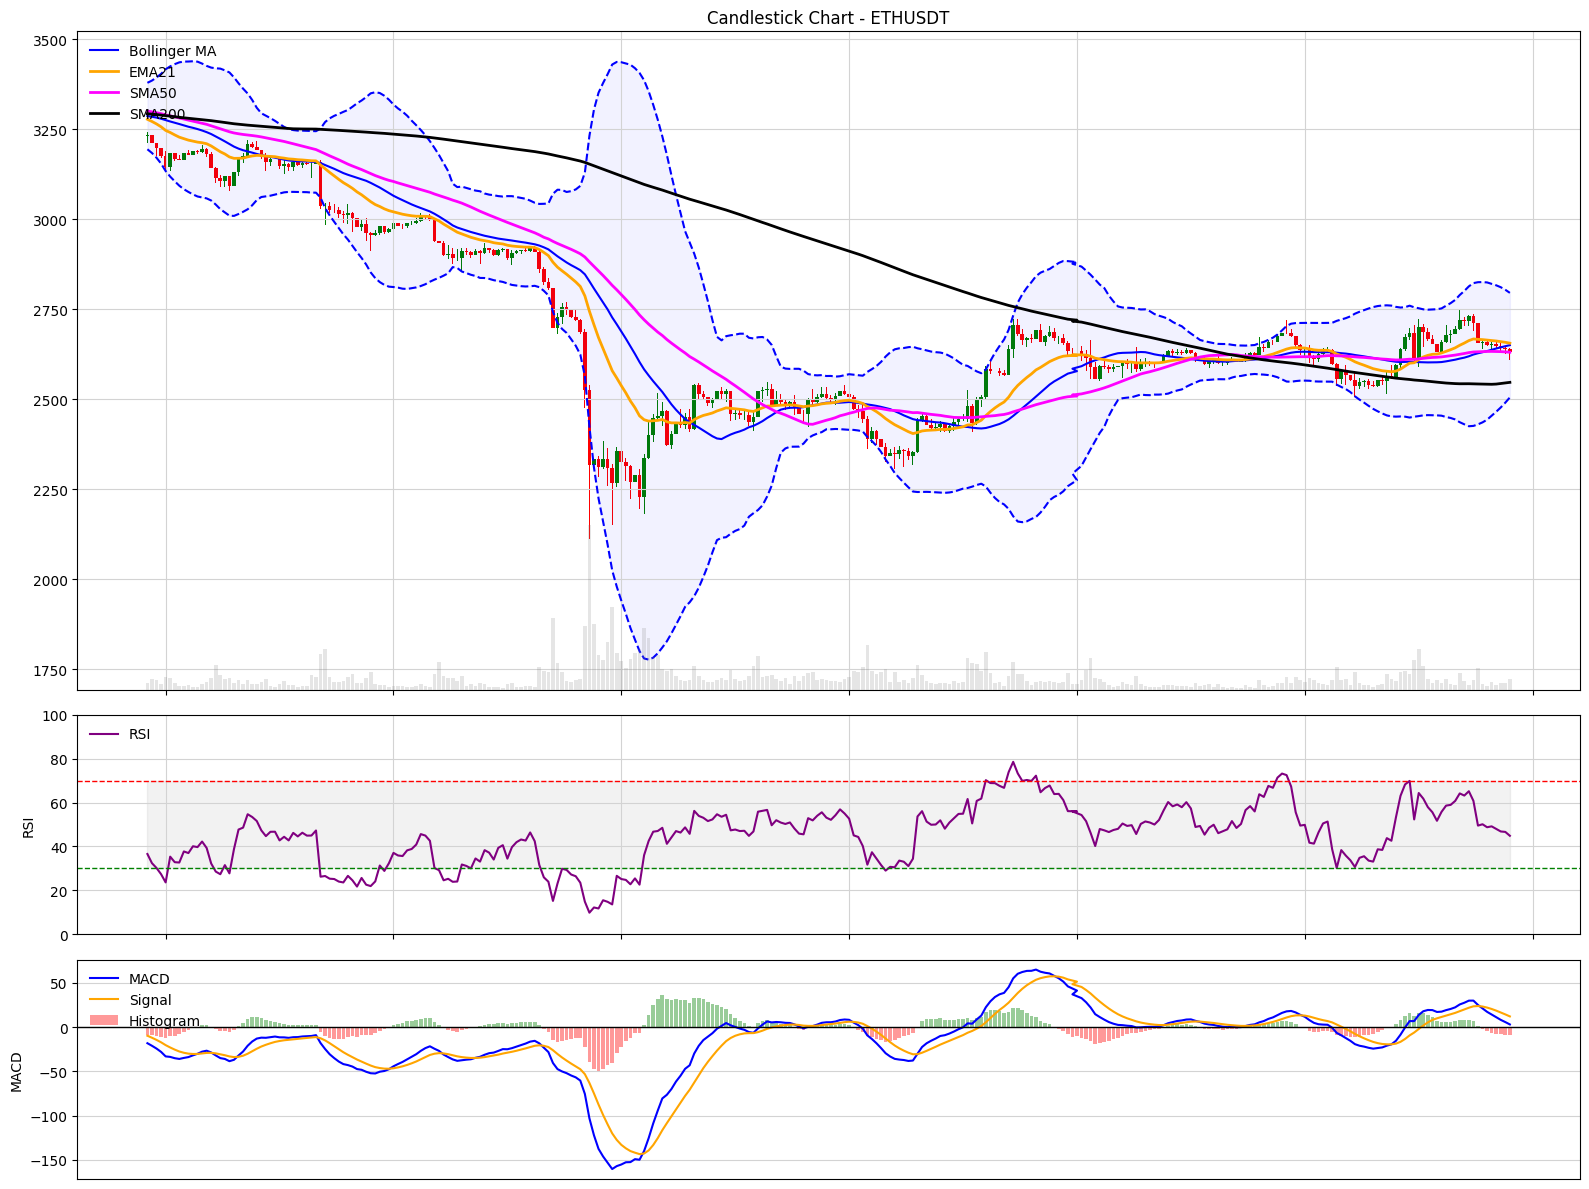 Candlestick Chart - ETHUSDT
3500
3250
3000
2750
2500
2250
2000
1750
Bollinger MA
EMA21
SMA50
SMA200
100
80
60
40
20
0
RSI
RSI
50
0
−50
−100
−150
MACD
MACD
Signal
Histogram